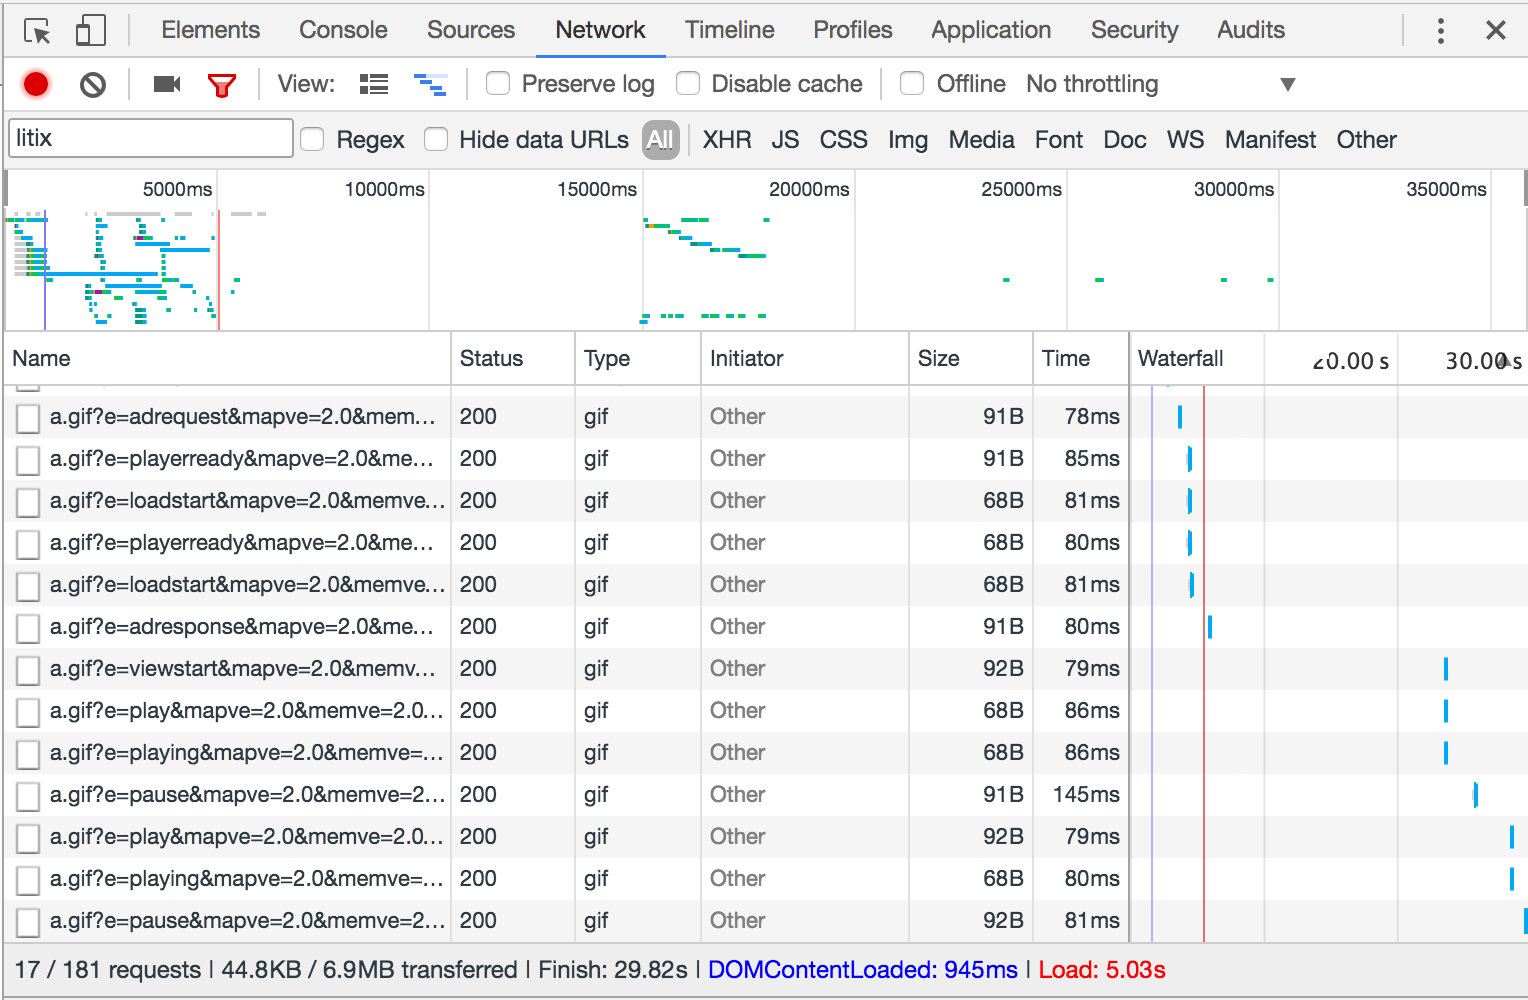 Elements Console Sources Network Timeline Profiles Application Security Audits
View: Preserve log Disable cache Offline No throttling
litix Regex Hide data URLs All XHR JS CSS Img Media Font Doc WS Manifest Other
5000ms 10000ms 15000ms 20000ms 25000ms 30000ms 35000ms
Name Status Type Initiator Size Time Waterfall 20.00 s 30.00 s
a.gif?e=adrequest&mapve=2.0&mem... 200 gif Other 91B 78ms
a.gif?e=playerready&mapve=2.0&me... 200 gif Other 91B 85ms
a.gif?e=loadstart&mapve=2.0&memve... 200 gif Other 68B 81ms
a.gif?e=playerready&mapve=2.0&me... 200 gif Other 68B 80ms
a.gif?e=loadstart&mapve=2.0&memve... 200 gif Other 68B 81ms
a.gif?e=adresponse&mapve=2.0&me... 200 gif Other 91B 80ms
a.gif?e=viewstart&mapve=2.0&memv... 200 gif Other 92B 79ms
a.gif?e=play&mapve=2.0&memve=2.0... 200 gif Other 68B 86ms
a.gif?e=playing&mapve=2.0&memve=... 200 gif Other 68B 86ms
a.gif?e=pause&mapve=2.0&memve=2... 200 gif Other 91B 145ms
a.gif?e=play&mapve=2.0&memve=2.0... 200 gif Other 92B 79ms
a.gif?e=playing&mapve=2.0&memve=... 200 gif Other 68B 80ms
a.gif?e=pause&mapve=2.0&memve=2... 200 gif Other 92B 81ms
17 / 181 requests | 44.8KB / 6.9MB transferred | Finish: 29.82s | DOMContentLoaded: 945ms | Load: 5.03s